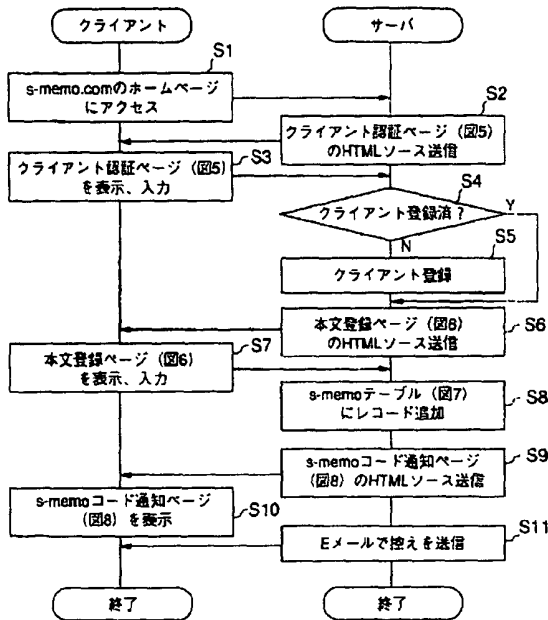 クライアント
サーバ
S1
s-memo.comのホームページ
にアクセス
S2
クライアント認証ページ（図5）
のHTMLソース送信
S3
クライアント認証ページ（図5）
を表示、入力
S4
クライアント登録済？
Y
N
S5
クライアント登録
S6
本文登録ページ（図8）
のHTMLソース送信
S7
本文登録ページ（図6）
を表示、入力
S8
s-memoテーブル（図7）
にレコード追加
S9
s-memoコード通知ページ
（図8）のHTMLソース送信
S10
s-memoコード通知ページ
（図8）を表示
S11
Eメールで控えを送信
終了
終了